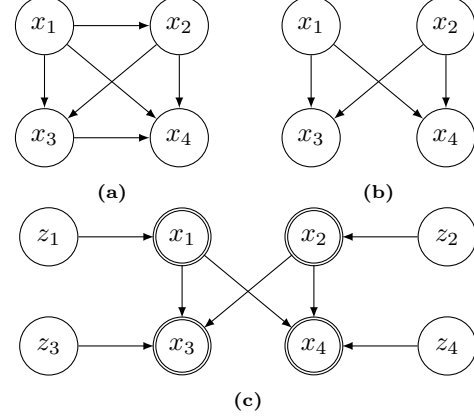 x₁ x₂ x₁ x₂
x₃ x₄ x₃ x₄
(a) (b)
z₁ x₁ x₂ z₂
z₃ x₃ x₄ z₄
(c)